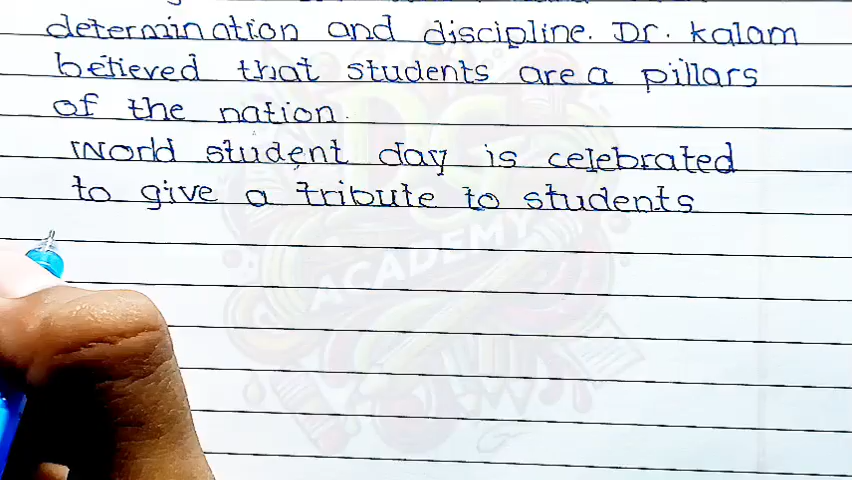 determination and discipline. Dr. Kalam
believed that students are a pillars
of the nation.
World student day is celebrated
to give a tribute to students
ACADEMY